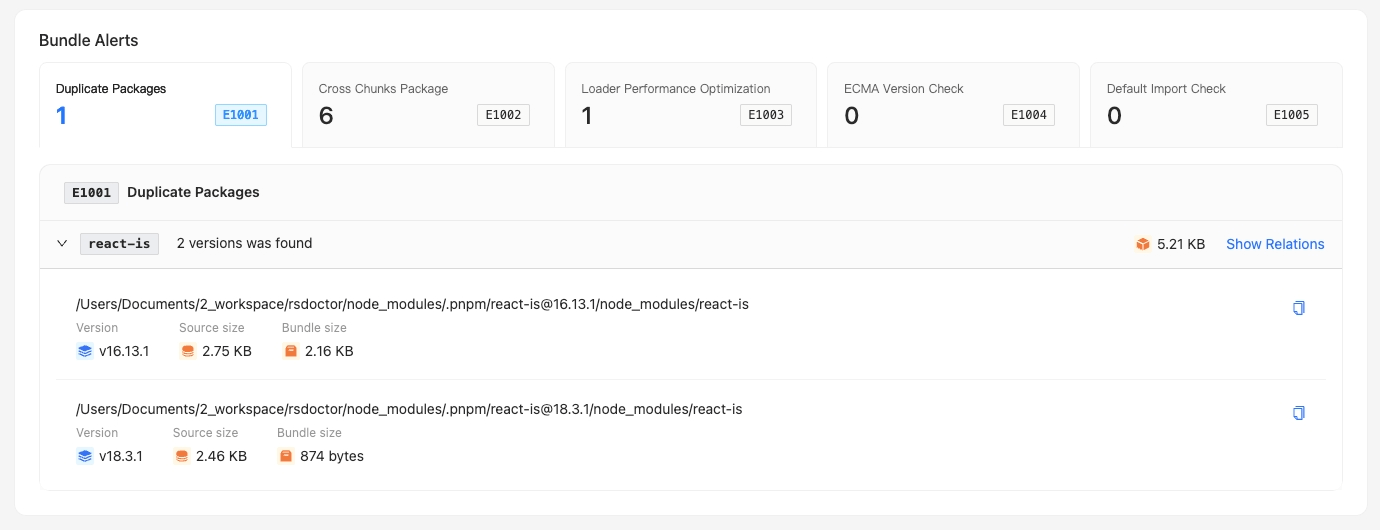 Bundle Alerts
Duplicate Packages
1 E1001
Cross Chunks Package
6 E1002
Loader Performance Optimization
1 E1003
ECMA Version Check
0 E1004
Default Import Check
0 E1005
E1001 Duplicate Packages
react-is 2 versions was found 5.21 KB Show Relations
/Users/Documents/2_workspace/rsdoctor/node_modules/.pnpm/react-is@16.13.1/node_modules/react-is
Version Source size Bundle size
v16.13.1 2.75 KB 2.16 KB
/Users/Documents/2_workspace/rsdoctor/node_modules/.pnpm/react-is@18.3.1/node_modules/react-is
Version Source size Bundle size
v18.3.1 2.46 KB 874 bytes